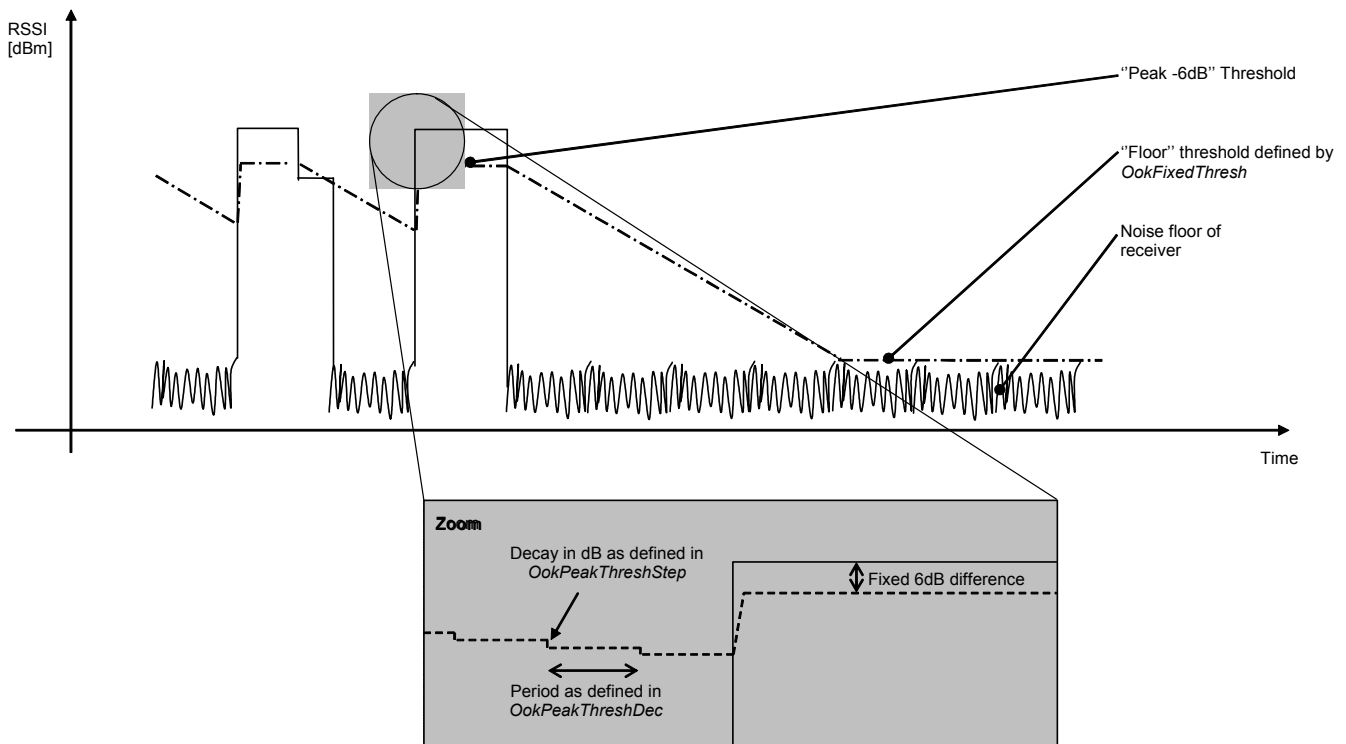 RSSI
[dBm]
‘’Peak -6dB’’ Threshold
‘’Floor’’ threshold defined by
OokFixedThresh
Noise floor of
receiver
Time
Zoom
Decay in dB as defined in
OokPeakThreshStep
Fixed 6dB difference
Period as defined in
OokPeakThreshDec